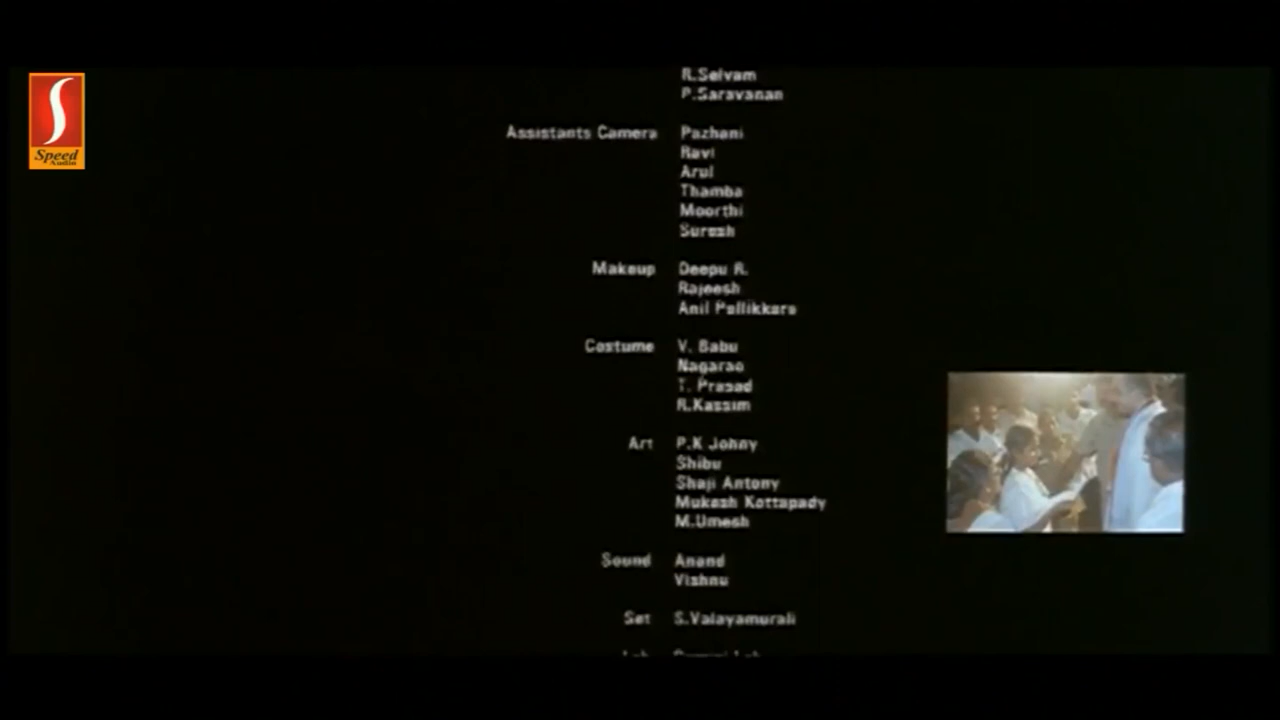 S
Speed
Audio
R.Selvam
P.Saravanan
Assistants Camera Pazhani
Ravi
Arul
Thamba
Moorthi
Suresh
Makeup Deepu R.
Rajeesh
Anil Pallikkara
Costume V. Babu
Nagarao
T. Prasad
R.Kassim
Art P.K Johny
Shibu
Shaji Antony
Mukesh Kottapady
M.Umesh
Sound Anand
Vishnu
Set S.Valayamurali